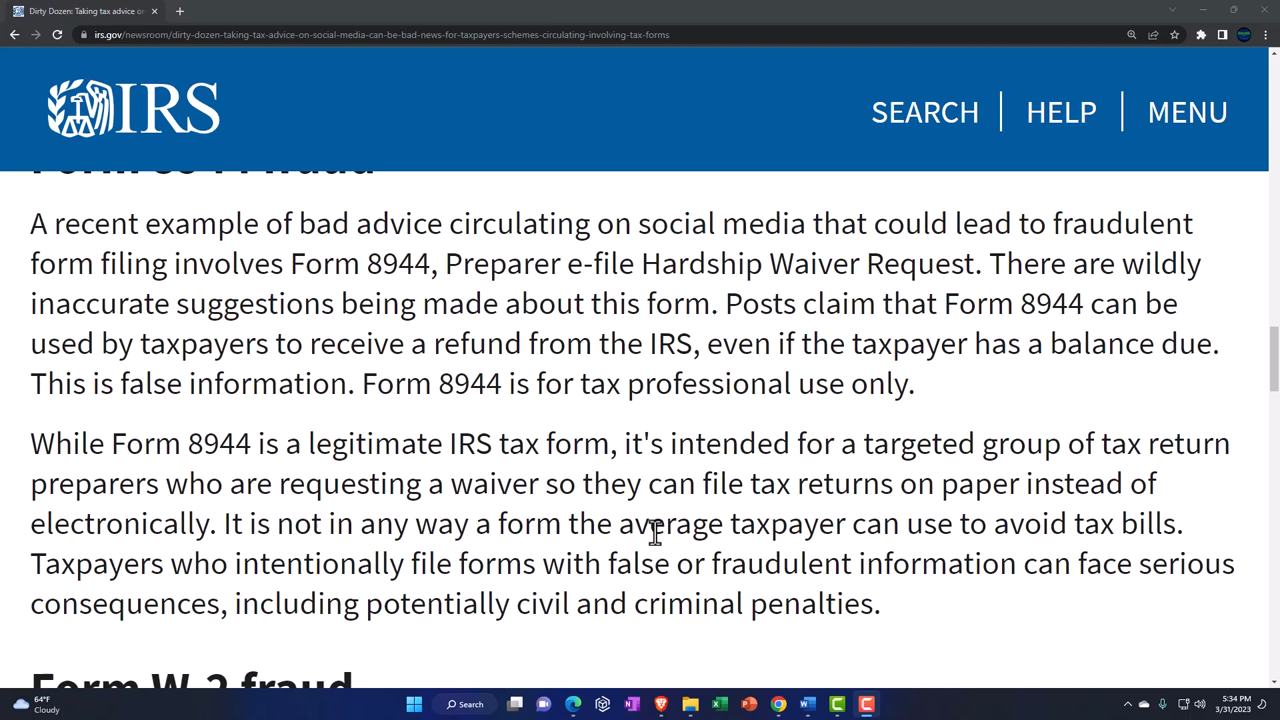 Dirty Dozen: Taking tax advice o
irs.gov/newsroom/dirty-dozen-taking-tax-advice-on-social-media-can-be-bad-news-for-taxpayers-schemes-circulating-involving-tax-forms
IRS
SEARCH
HELP
MENU
A recent example of bad advice circulating on social media that could lead to fraudulent
form filing involves Form 8944, Preparer e-file Hardship Waiver Request. There are wildly
inaccurate suggestions being made about this form. Posts claim that Form 8944 can be
used by taxpayers to receive a refund from the IRS, even if the taxpayer has a balance due.
This is false information. Form 8944 is for tax professional use only.
While Form 8944 is a legitimate IRS tax form, it's intended for a targeted group of tax return
preparers who are requesting a waiver so they can file tax returns on paper instead of
electronically. It is not in any way a form the average taxpayer can use to avoid tax bills.
Taxpayers who intentionally file forms with false or fraudulent information can face serious
consequences, including potentially civil and criminal penalties.
Form W-2 fraud
64°F
Cloudy
Search
5:34 PM
3/31/2023